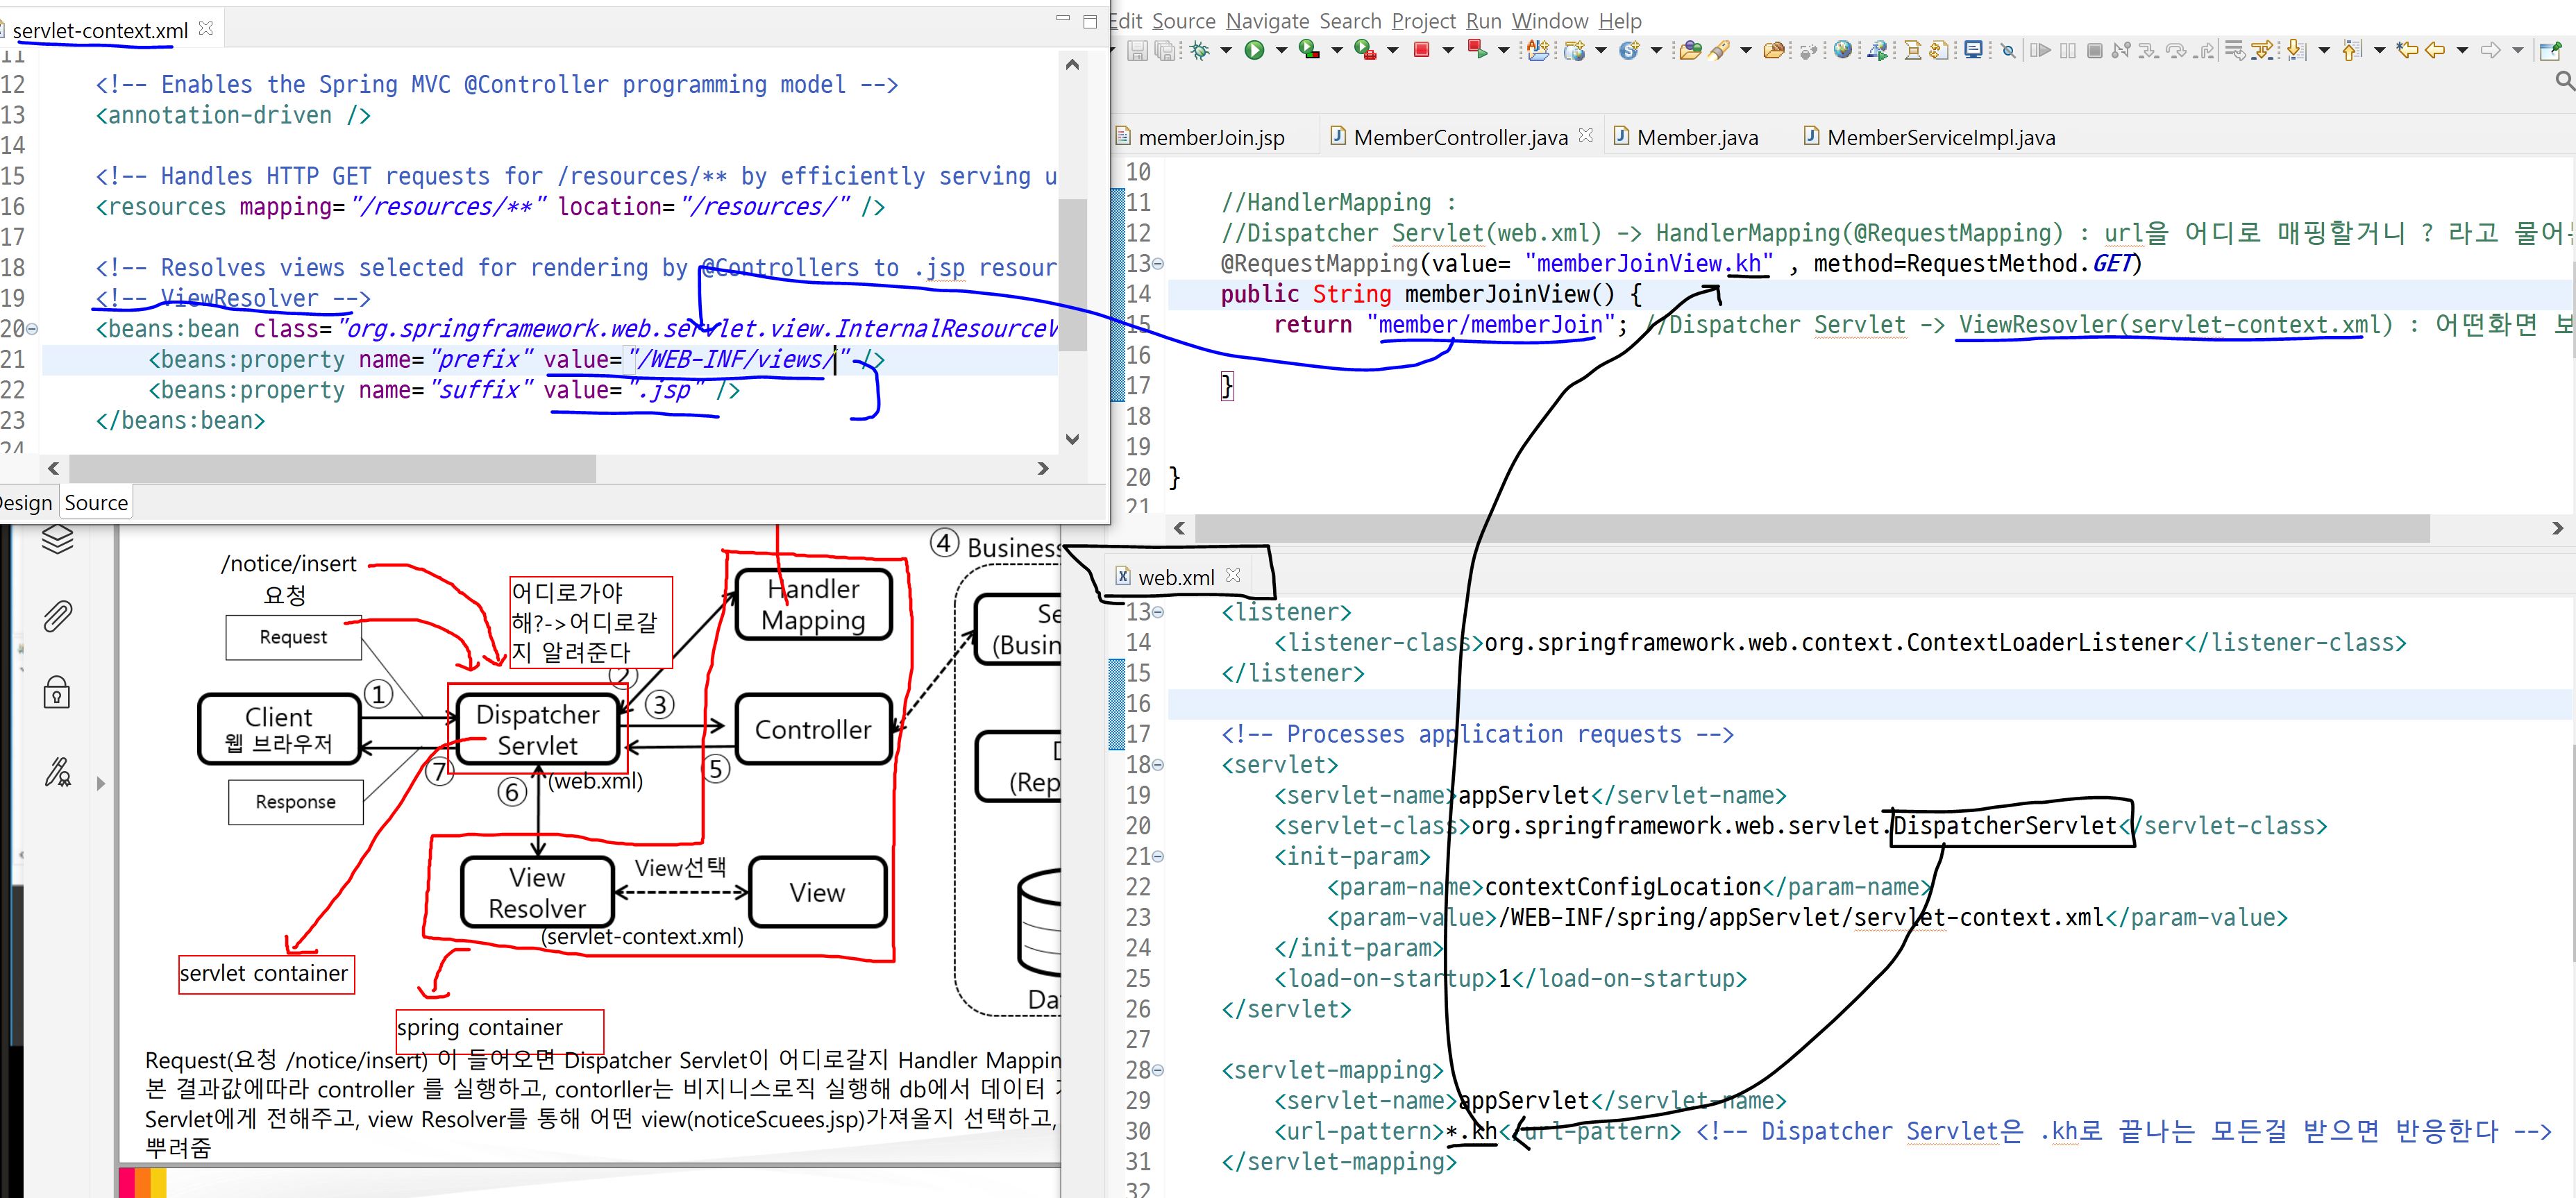 servlet-context.xml
11
12 <!-- Enables the Spring MVC @Controller programming model -->
13 <annotation-driven />
14
15 <!-- Handles HTTP GET requests for /resources/** by efficiently serving u
16 <resources mapping="/resources/**" location="/resources/" />
17
18 <!-- Resolves views selected for rendering by @Controllers to .jsp resour
19 <!-- ViewResolver -->
20 <beans:bean class="org.springframework.web.servlet.view.InternalResourceV
21 <beans:property name="prefix" value="/WEB-INF/views/" />
22 <beans:property name="suffix" value=".jsp" />
23 </beans:bean>
24
Design Source
Edit Source Navigate Search Project Run Window Help
memberJoin.jsp MemberController.java Member.java MemberServiceImpl.java
10
11 //HandlerMapping :
12 //Dispatcher Servlet(web.xml) -> HandlerMapping(@RequestMapping) : url을 어디로 매핑할거니 ? 라고 물어
13 @RequestMapping(value= "memberJoinView.kh" , method=RequestMethod.GET)
14 public String memberJoinView() {
15 return "member/memberJoin"; //Dispatcher Servlet -> ViewResovler(servlet-context.xml) : 어떤화면 보
16
17 }
18
19
20 }
21
/notice/insert
요청
Request
어디로가야
해?->어디로갈
지 알려준다
Handler
Mapping
④ Business
Se
(Busin
① ② ③
Client
웹 브라우저
Dispatcher
Servlet
Controller
⑦ ⑥ (web.xml) ⑤
Response
D
(Rep
View
Resolver
View선택
View
(servlet-context.xml)
servlet container
Da
spring container
Request(요청 /notice/insert) 이 들어오면 Dispatcher Servlet이 어디로갈지 Handler Mappin
본 결과값에따라 controller 를 실행하고, contorller는 비지니스로직 실행해 db에서 데이터
Servlet에게 전해주고, view Resolver를 통해 어떤 view(noticeScuees.jsp)가져올지 선택하고,
뿌려줌
web.xml
13 <listener>
14 <listener-class>org.springframework.web.context.ContextLoaderListener</listener-class>
15 </listener>
16
17 <!-- Processes application requests -->
18 <servlet>
19 <servlet-name>appServlet</servlet-name>
20 <servlet-class>org.springframework.web.servlet.DispatcherServlet</servlet-class>
21 <init-param>
22 <param-name>contextConfigLocation</param-name>
23 <param-value>/WEB-INF/spring/appServlet/servlet-context.xml</param-value>
24 </init-param>
25 <load-on-startup>1</load-on-startup>
26 </servlet>
27
28 <servlet-mapping>
29 <servlet-name>appServlet</servlet-name>
30 <url-pattern>*.kh</url-pattern> <!-- Dispatcher Servlet은 .kh로 끝나는 모든걸 받으면 반응한다 -->
31 </servlet-mapping>
32